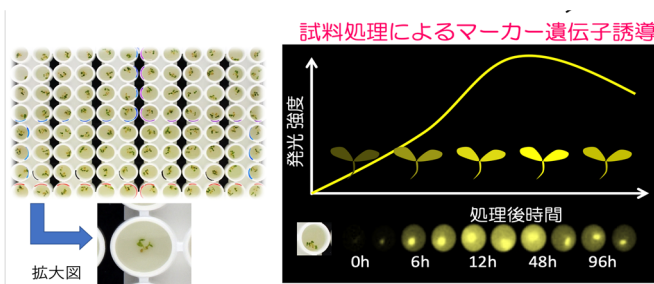 試料処理によるマーカー遺伝子誘導
発光 強度
処理後時間
0h 6h 12h 48h 96h
拡大図